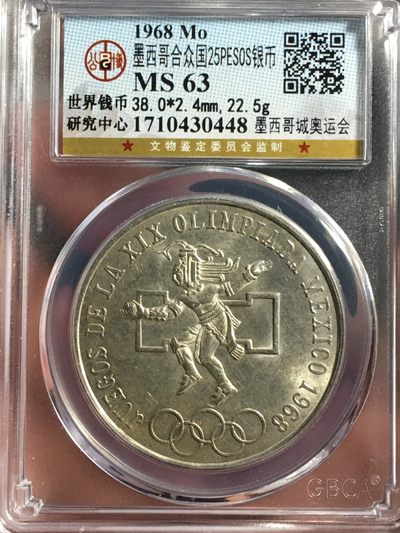 1968 Mo
墨西哥合众国25PESOS银币
MS 63
世界钱币 38.0*2.4mm, 22.5g
研究中心 1710430448 墨西哥城奥运会
★ 文物鉴定委员会监制 ★
JUEGOS DE LA XIX OLIMPIADA MEXICO 1968
GBCA